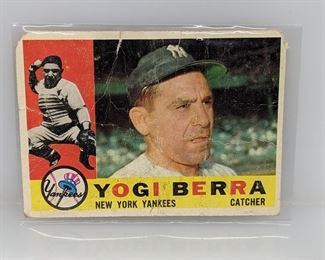 Yankees
YOGI BERRA
NEW YORK YANKEES CATCHER